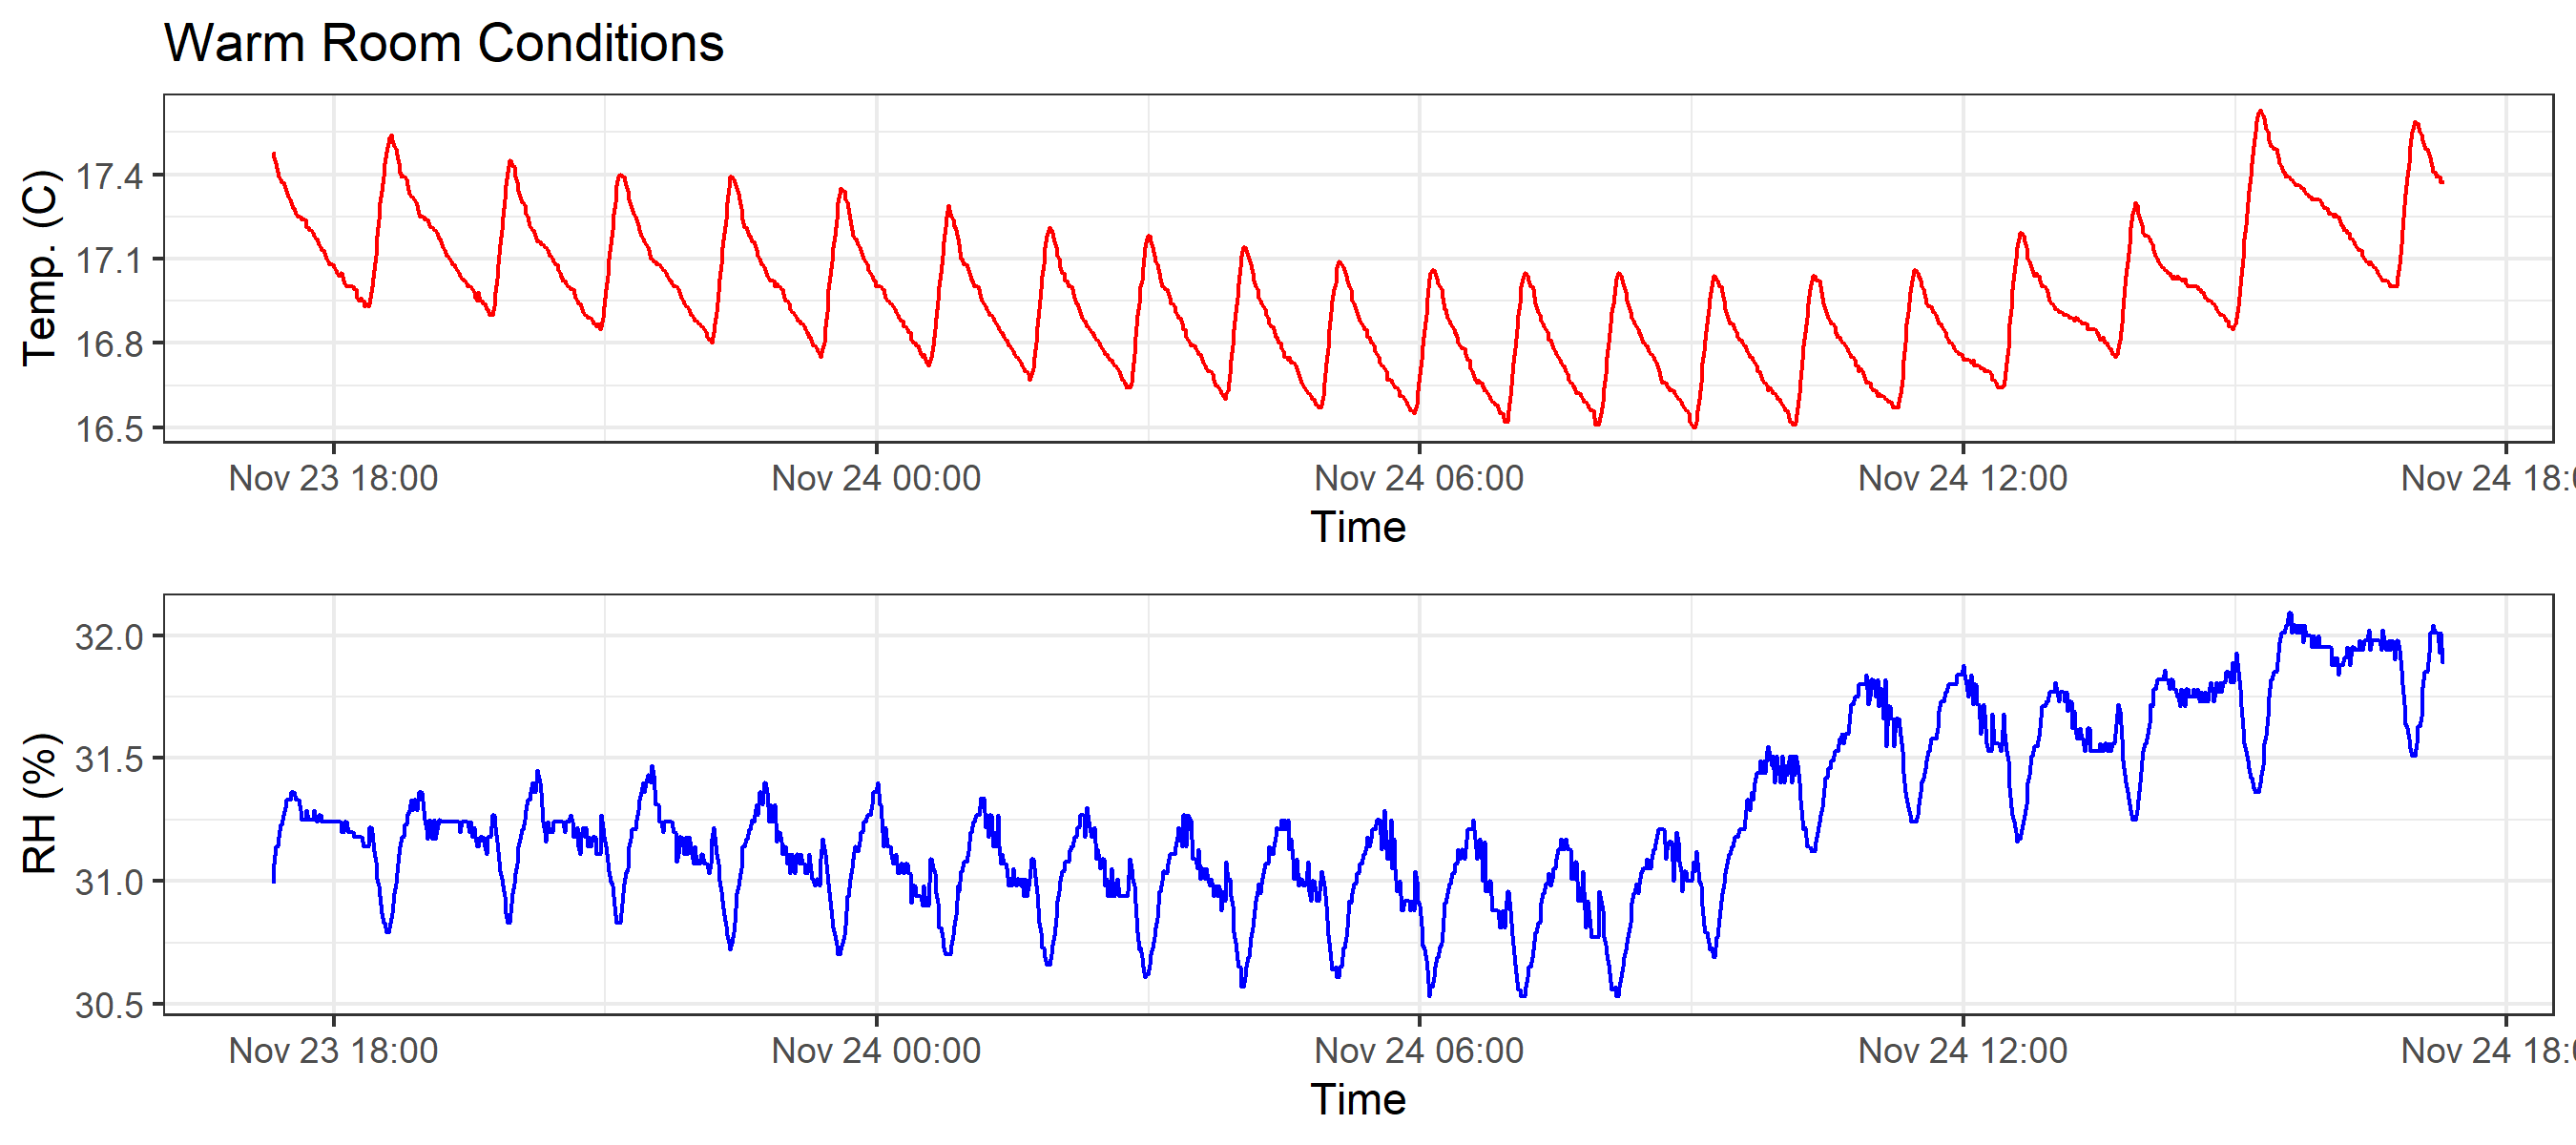 Warm Room Conditions
Temp. (C)
17.4
17.1
16.8
16.5
Nov 23 18:00 Nov 24 00:00 Nov 24 06:00 Nov 24 12:00 Nov 24 18:0
Time
RH (%)
32.0
31.5
31.0
30.5
Nov 23 18:00 Nov 24 00:00 Nov 24 06:00 Nov 24 12:00 Nov 24 18:0
Time